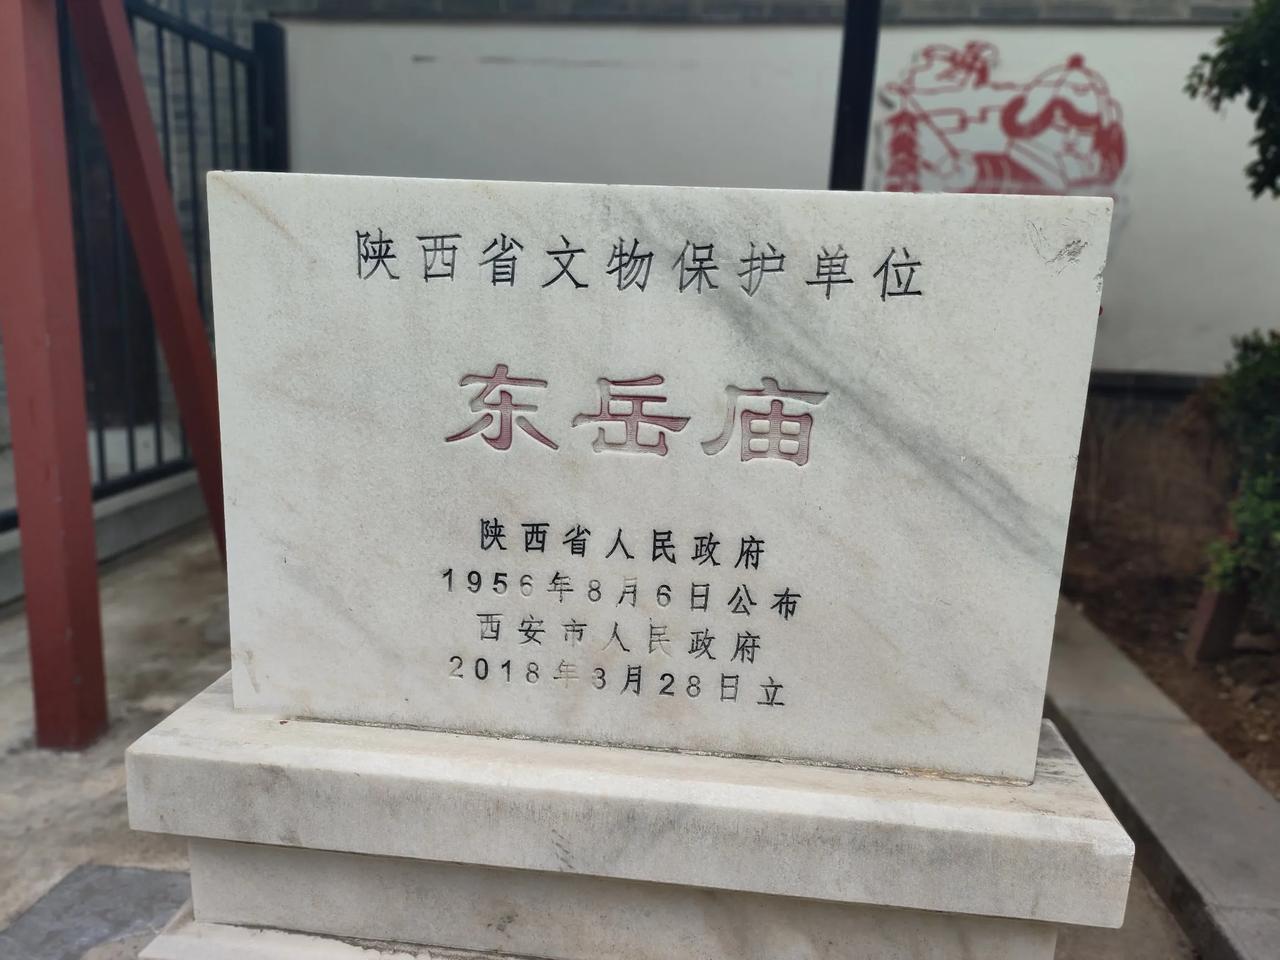 陕西省文物保护单位
东岳庙
陕西省人民政府
1956年8月6日公布
西安市人民政府
2018年3月28日立